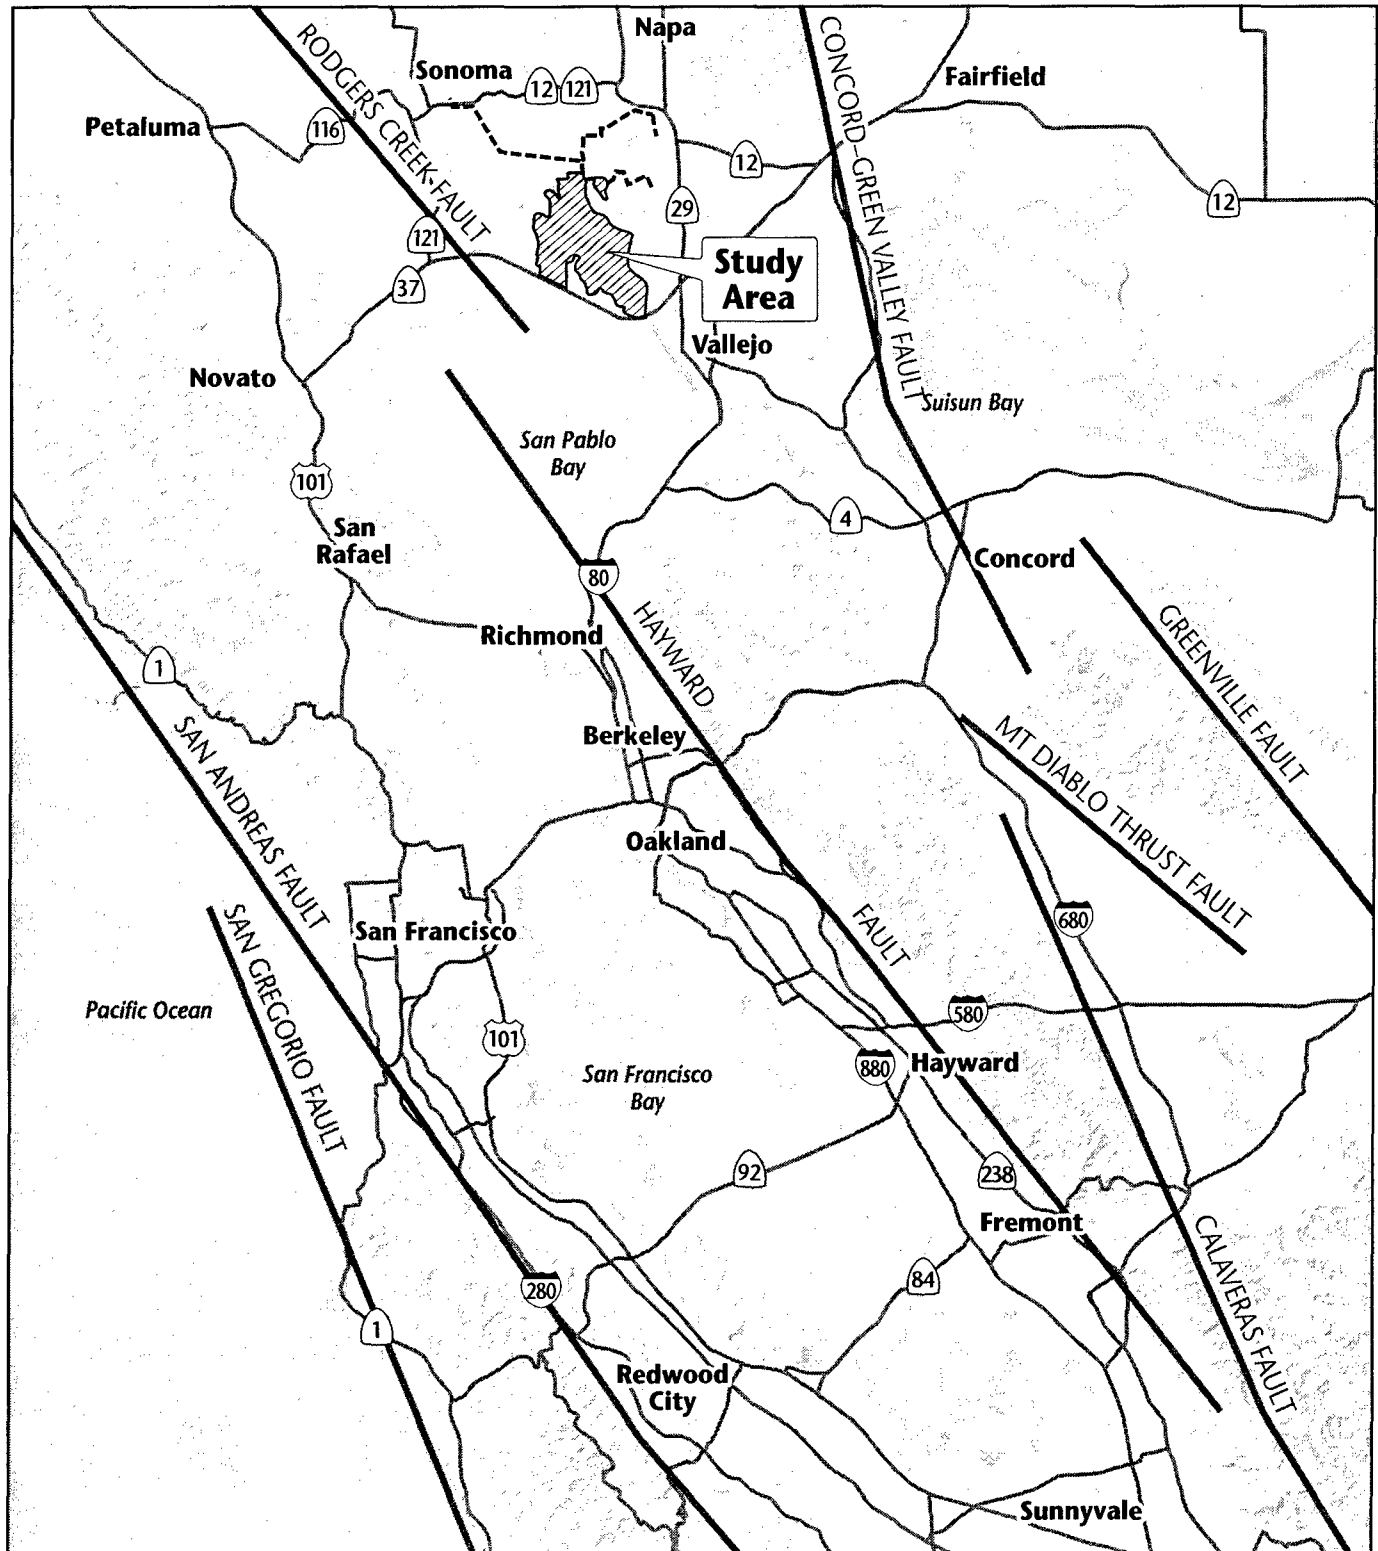 Napa
RODGERS CREEK FAULT
CONCORD–GREEN VALLEY FAULT
Sonoma
12
121
Fairfield
Petaluma
116
12
12
29
121
Study
Area
37
Vallejo
Novato
Suisun Bay
San Pablo
Bay
101
4
San
Rafael
Concord
80
HAYWARD
GREENVILLE FAULT
Richmond
1
SAN ANDREAS FAULT
Berkeley
MT DIABLO THRUST FAULT
Oakland
FAULT
680
San Francisco
SAN GREGORIO FAULT
Pacific Ocean
580
101
880
Hayward
San Francisco
Bay
92
238
Fremont
CALAVERAS FAULT
84
280
1
Redwood
City
Sunnyvale